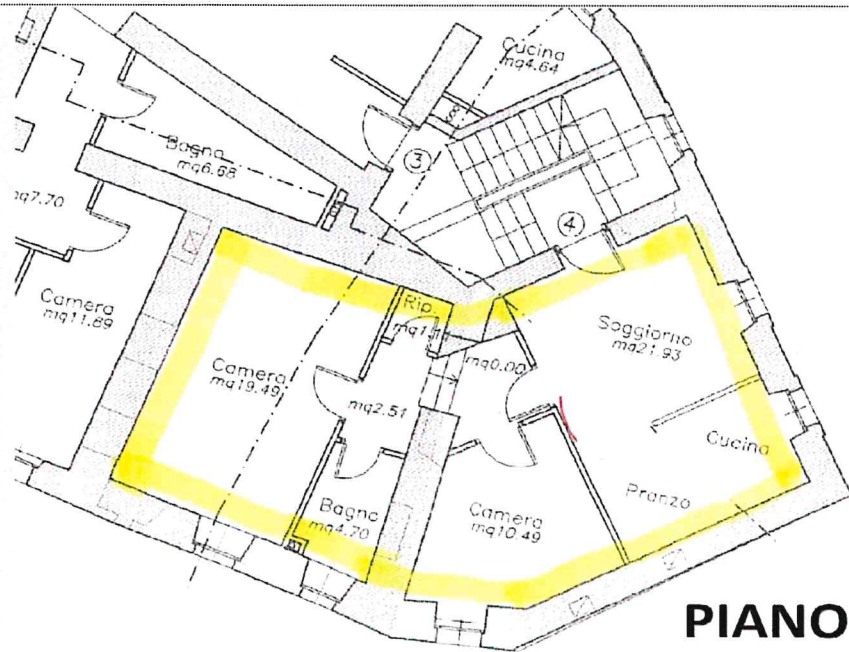 Cucina
mq4.64
3
Bagno
mq6.68
4
mq7.70
Camera
mq11.89
Rip.
mq1.
Soggiorno
mq21.93
mq0.00
Camera
mq19.49
mq2.51
Cucina
Pranzo
Bagno
mq4.70
Camera
mq10.49
PIANO